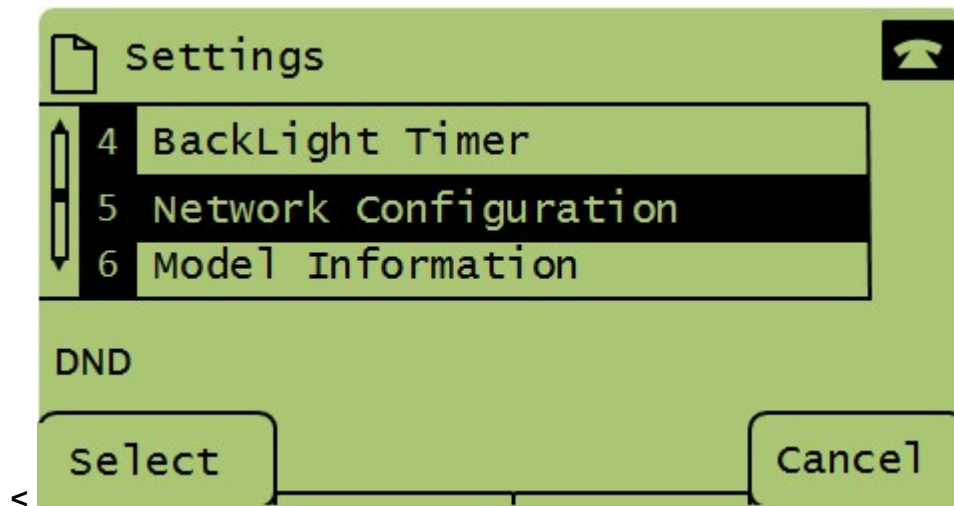 Settings
4 BackLight Timer
5 Network Configuration
6 Model Information
DND
Select Cancel
<